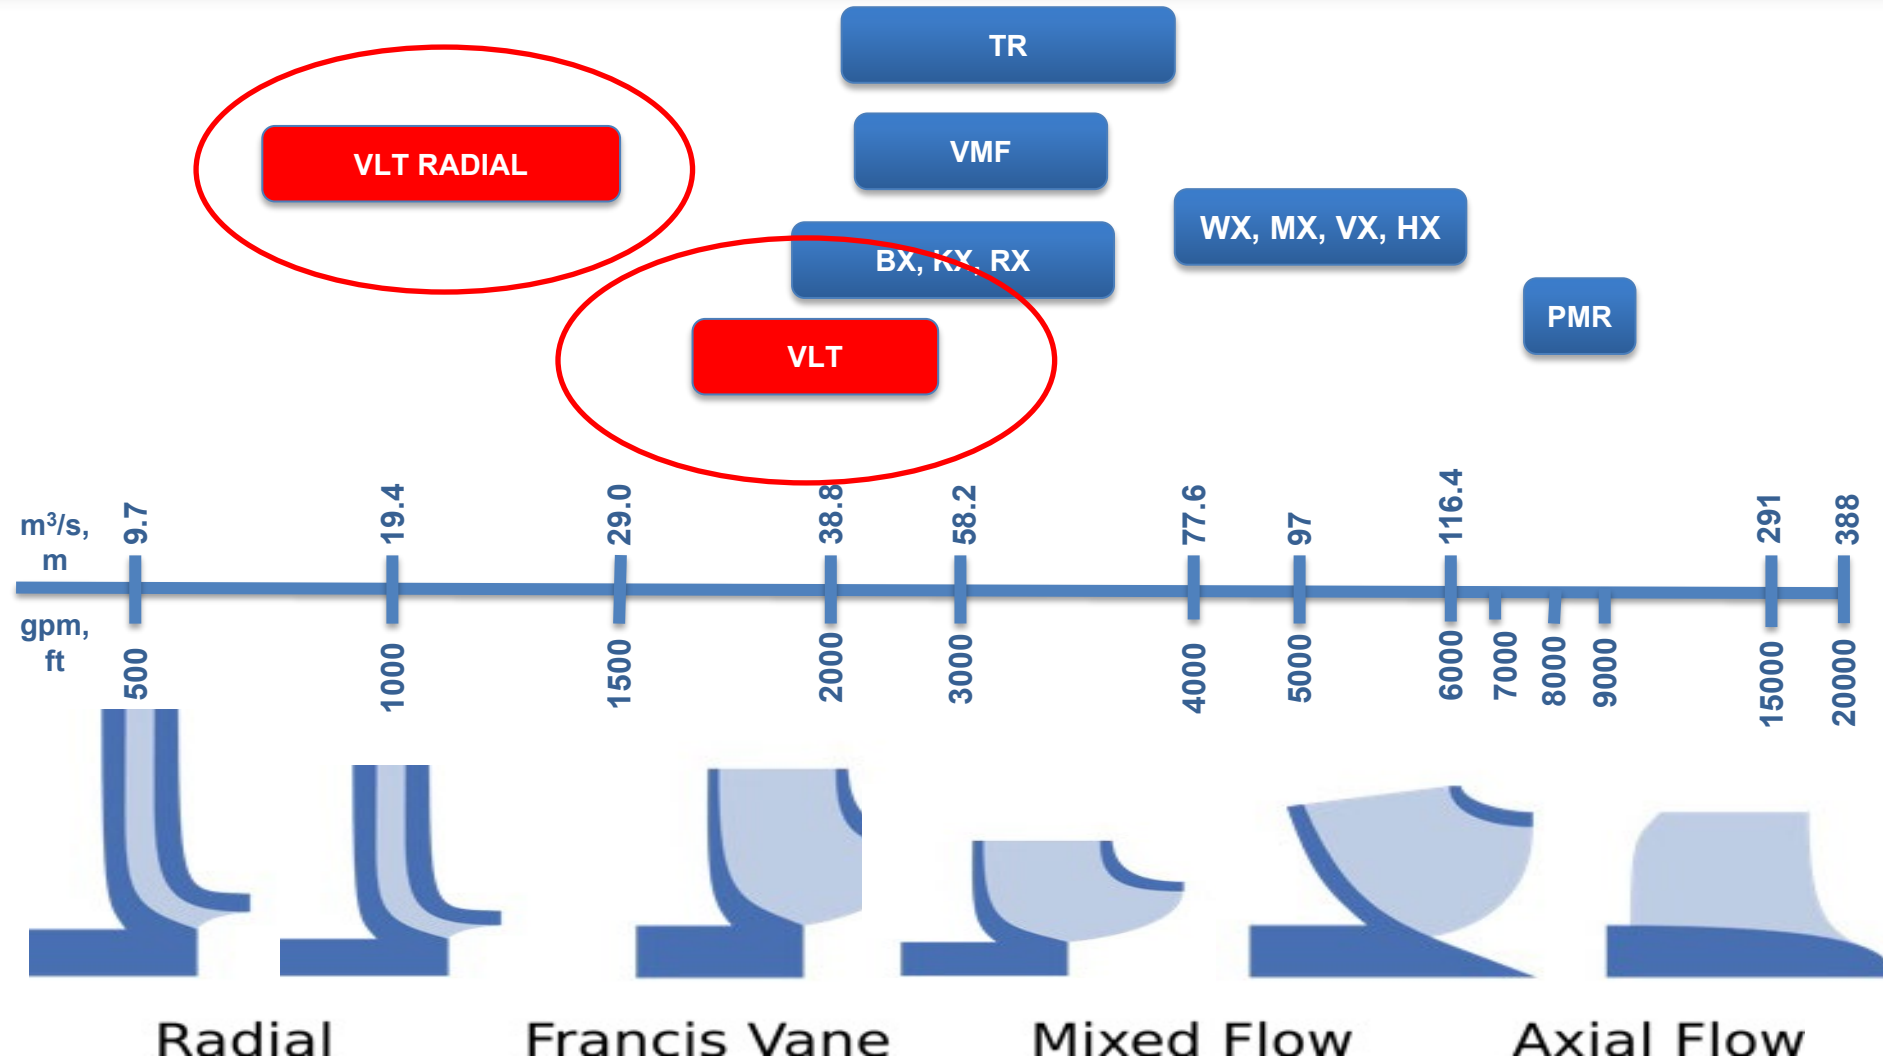 TR
VLT RADIAL
VMF
WX, MX, VX, HX
BX, KX, RX
PMR
VLT
m³/s,
m
9.7
19.4
29.0
38.8
58.2
77.6
97
116.4
291
388
gpm,
ft
500
1000
1500
2000
3000
4000
5000
6000
7000
8000
9000
15000
20000
Radial
Francis Vane
Mixed Flow
Axial Flow